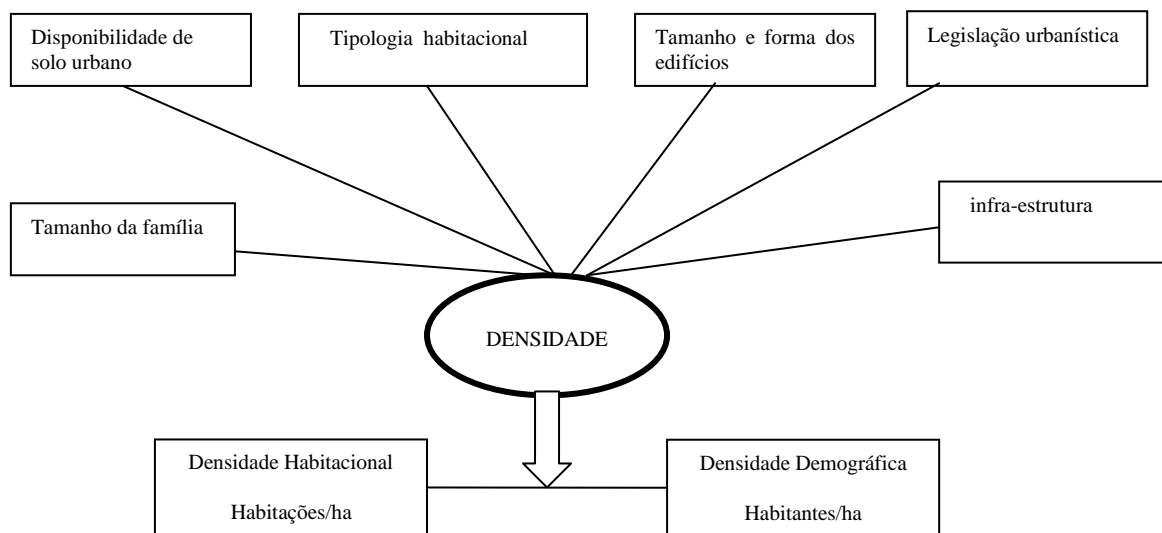 Disponibilidade de
solo urbano
Tipologia habitacional
Tamanho e forma dos
edifícios
Legislação urbanística
Tamanho da família
infra-estrutura
DENSIDADE
Densidade Habitacional
Habitações/ha
Densidade Demográfica
Habitantes/ha